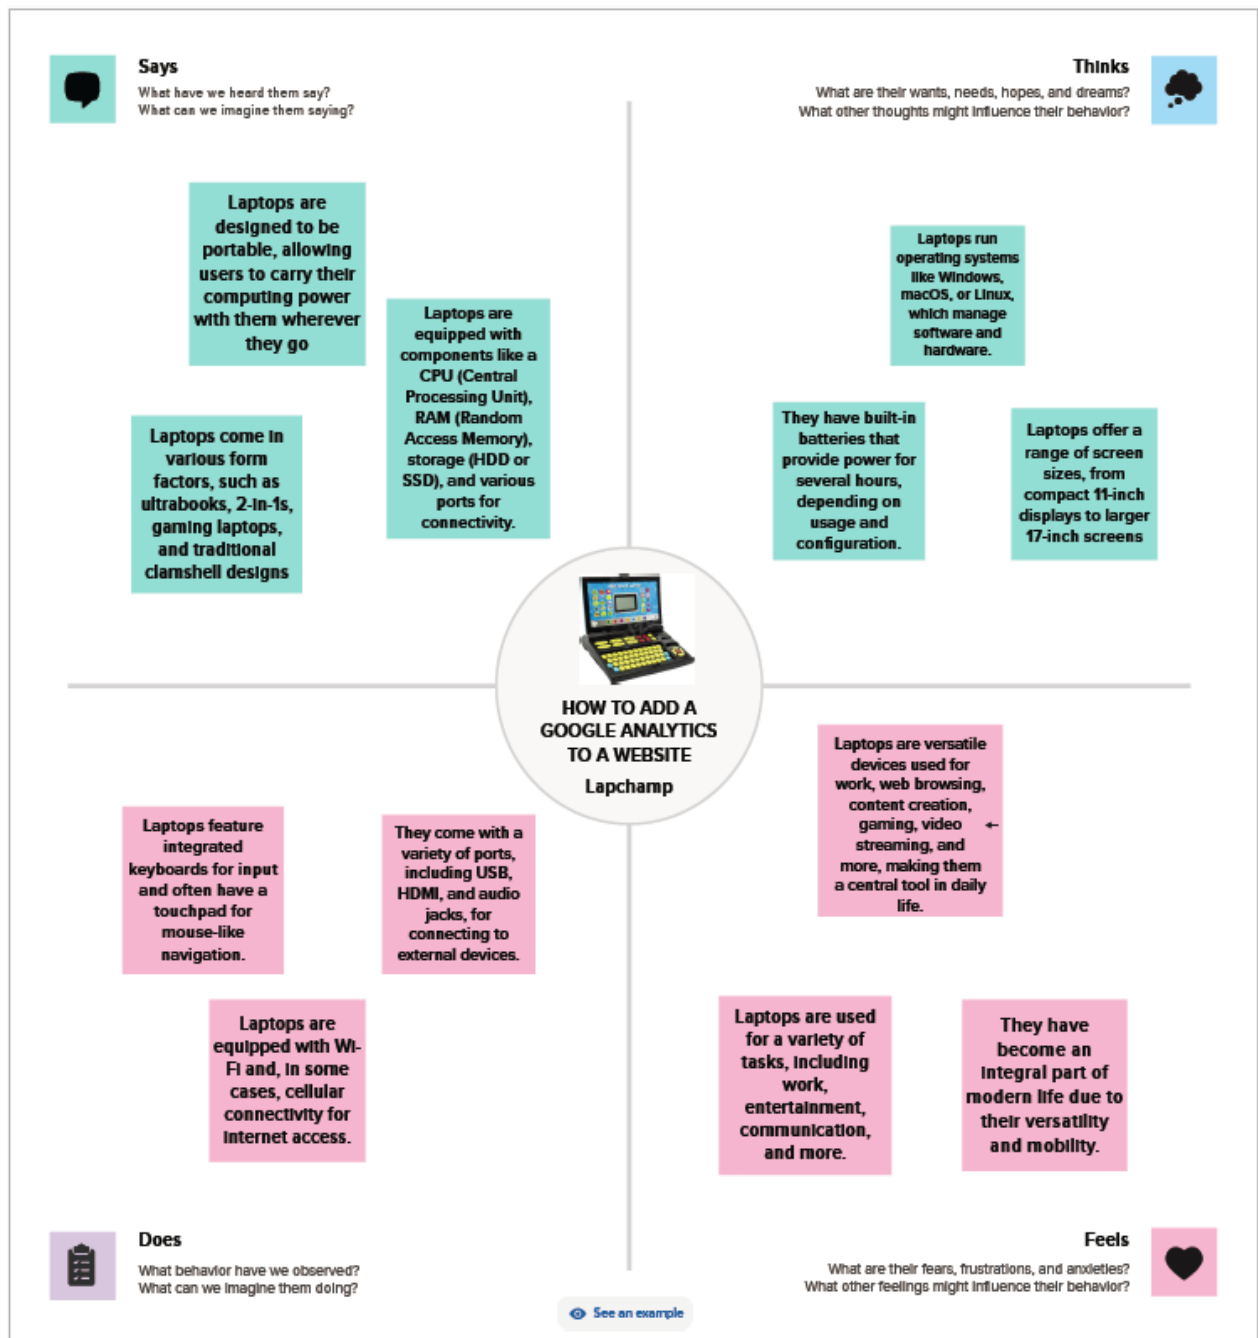 Says
What have we heard them say?
What can we imagine them saying?
Thinks
What are their wants, needs, hopes, and dreams?
What other thoughts might influence their behavior?
Laptops are
designed to be
portable, allowing
users to carry their
computing power
with them wherever
they go
Laptops are
equipped with
components like a
CPU (Central
Processing Unit),
RAM (Random
Access Memory),
storage (HDD or
SSD), and various
ports for
connectivity.
Laptops come in
various form
factors, such as
ultrabooks, 2-in-1s,
gaming laptops,
and traditional
clamshell designs
Laptops run
operating systems
like Windows,
macOS, or Linux,
which manage
software and
hardware.
They have built-in
batteries that
provide power for
several hours,
depending on
usage and
configuration.
Laptops offer a
range of screen
sizes, from
compact 11-inch
displays to larger
17-inch screens
HOW TO ADD A
GOOGLE ANALYTICS
TO A WEBSITE
Lapchamp
Laptops feature
integrated
keyboards for input
and often have a
touchpad for
mouse-like
navigation.
They come with a
variety of ports,
including USB,
HDMI, and audio
jacks, for
connecting to
external devices.
Laptops are
equipped with Wi-
Fi and, in some
cases, cellular
connectivity for
internet access.
Laptops are versatile
devices used for
work, web browsing,
content creation,
gaming, video ←
streaming, and
more, making them
a central tool in daily
life.
Laptops are used
for a variety of
tasks, including
work,
entertainment,
communication,
and more.
They have
become an
integral part of
modern life due to
their versatility
and mobility.
Does
What behavior have we observed?
What can we imagine them doing?
Feels
What are their fears, frustrations, and anxieties?
What other feelings might influence their behavior?
See an example